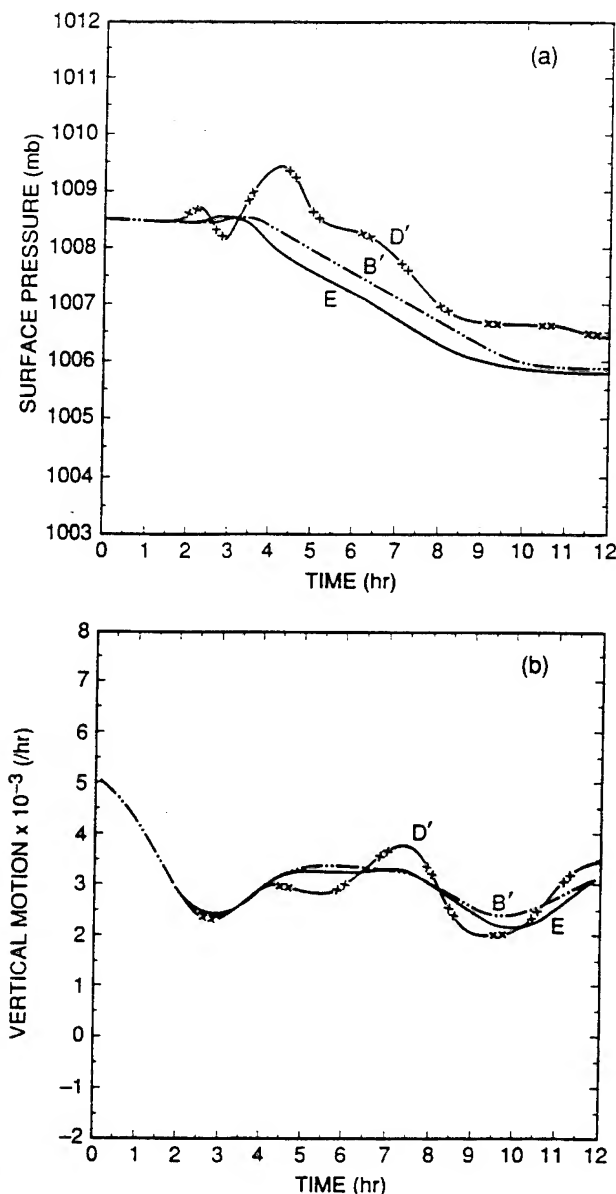 (a)
SURFACE PRESSURE (mb)
1012
1011
1010
1009
1008
1007
1006
1005
1004
1003
D′
B′
E
0 1 2 3 4 5 6 7 8 9 10 11 12
TIME (hr)
(b)
VERTICAL MOTION x 10⁻³ (/hr)
8
7
6
5
4
3
2
1
0
−1
−2
D′
B′
E
0 1 2 3 4 5 6 7 8 9 10 11 12
TIME (hr)